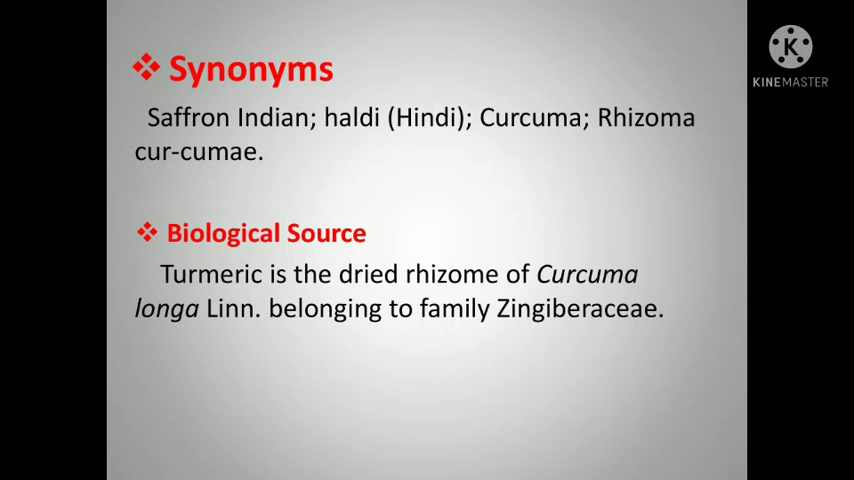 ❖ Synonyms
Saffron Indian; haldi (Hindi); Curcuma; Rhizoma
cur-cumae.
❖ Biological Source
Turmeric is the dried rhizome of Curcuma
longa Linn. belonging to family Zingiberaceae.
K
KINEMASTER